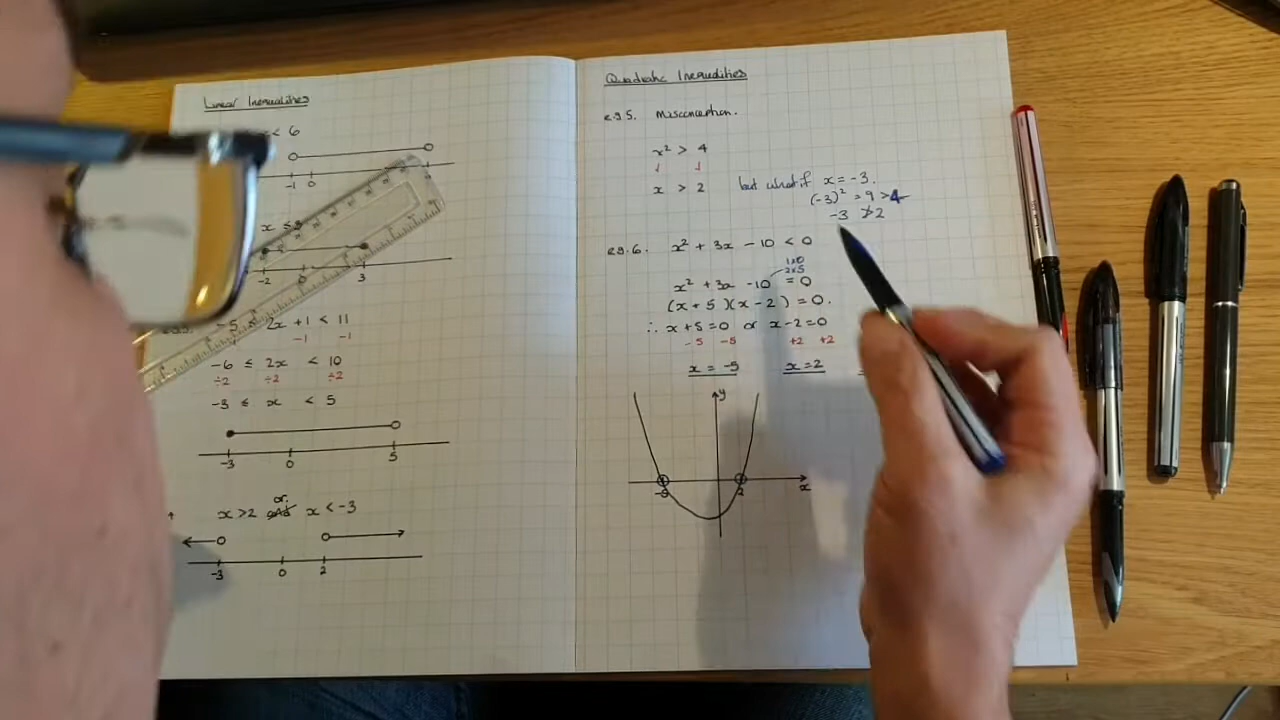 Linear Inequalities
x < 6
-1 0
x ≤ 3
-2 0 3
-5 ≤ 2x +1 < 11
-1 -1
-6 ≤ 2x < 10
÷2 ÷2 ÷2
-3 ≤ x < 5
-3 0 5
or
x >2 and x < -3
-3 0 2
Quadratic Inequalities
e.g 5. Misconception.
x² > 4
x > 2
but what if x = -3.
(-3)² = 9 > 4
-3 ≯ 2
e.g. 6. x² + 3x - 10 < 0
1x10
2x5
x² + 3x - 10 = 0
(x + 5)(x - 2) = 0.
∴ x + 5 = 0 or x - 2 = 0
-5 -5 +2 +2
x = -5 x = 2
y
-5 2 x